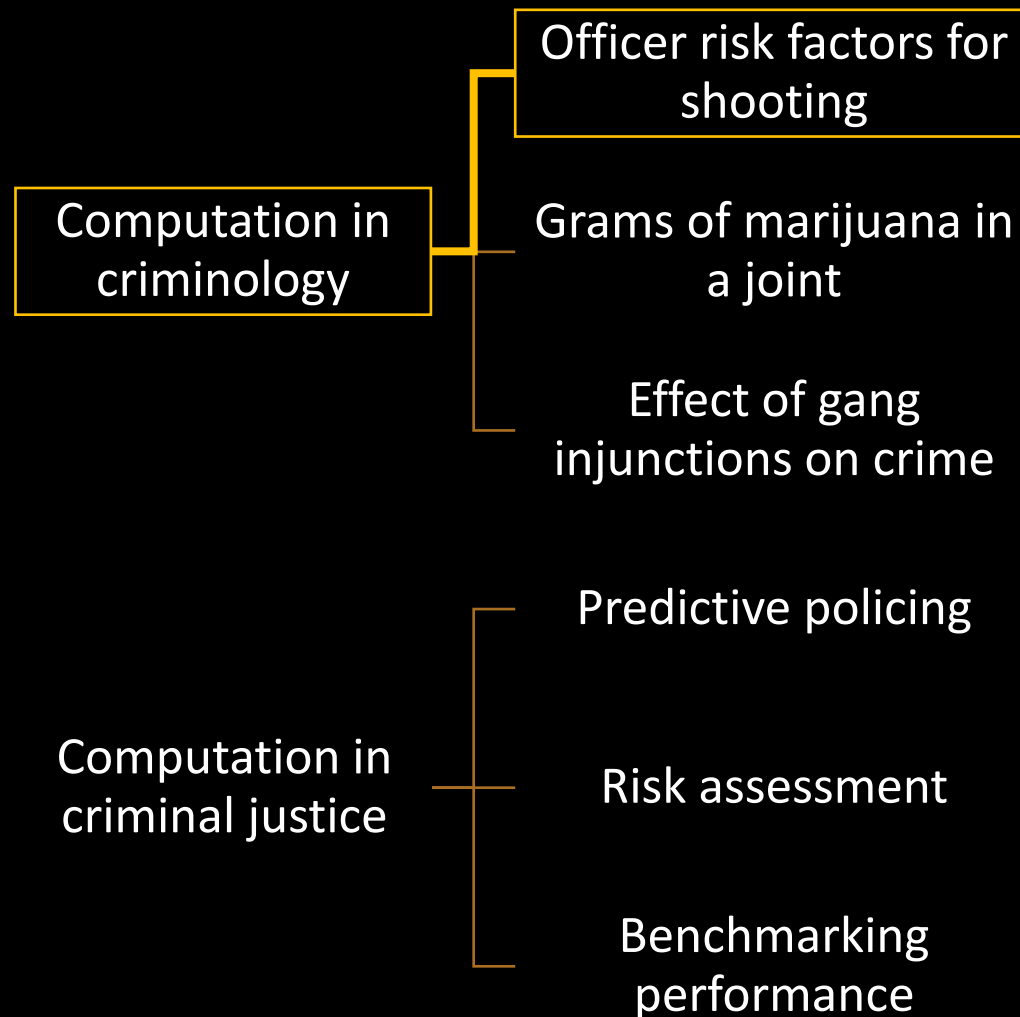 Computation in
criminology
Officer risk factors for
shooting
Grams of marijuana in
a joint
Effect of gang
injunctions on crime
Computation in
criminal justice
Predictive policing
Risk assessment
Benchmarking
performance